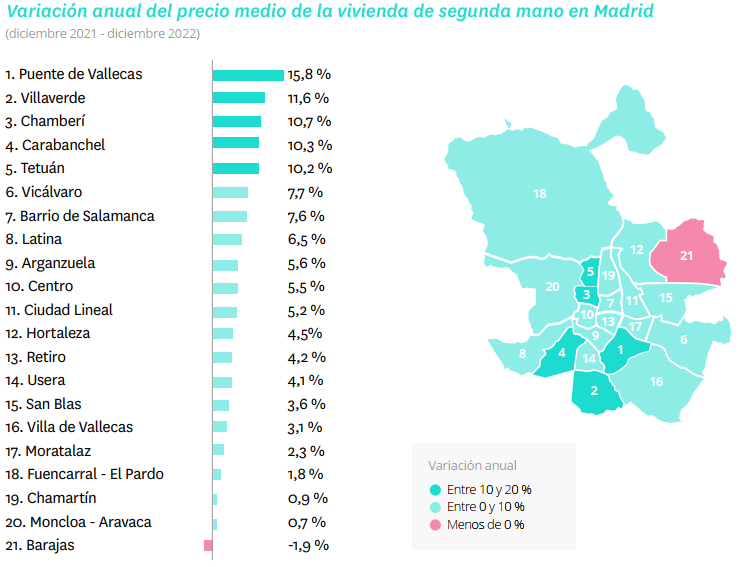 Variación anual del precio medio de la vivienda de segunda mano en Madrid
(diciembre 2021 - diciembre 2022)
1. Puente de Vallecas 15,8 %
2. Villaverde 11,6 %
3. Chamberí 10,7 %
4. Carabanchel 10,3 %
5. Tetuán 10,2 %
6. Vicálvaro 7,7 %
7. Barrio de Salamanca 7,6 %
8. Latina 6,5 %
9. Arganzuela 5,6 %
10. Centro 5,5 %
11. Ciudad Lineal 5,2 %
12. Hortaleza 4,5%
13. Retiro 4,2 %
14. Usera 4,1 %
15. San Blas 3,6 %
16. Villa de Vallecas 3,1 %
17. Moratalaz 2,3 %
18. Fuencarral - El Pardo 1,8 %
19. Chamartín 0,9 %
20. Moncloa - Aravaca 0,7 %
21. Barajas -1,9 %
18
12
21
5
19
20
3
7
11
15
10
13
17
9
6
8
4
14
1
16
2
Variación anual
Entre 10 y 20 %
Entre 0 y 10 %
Menos de 0 %